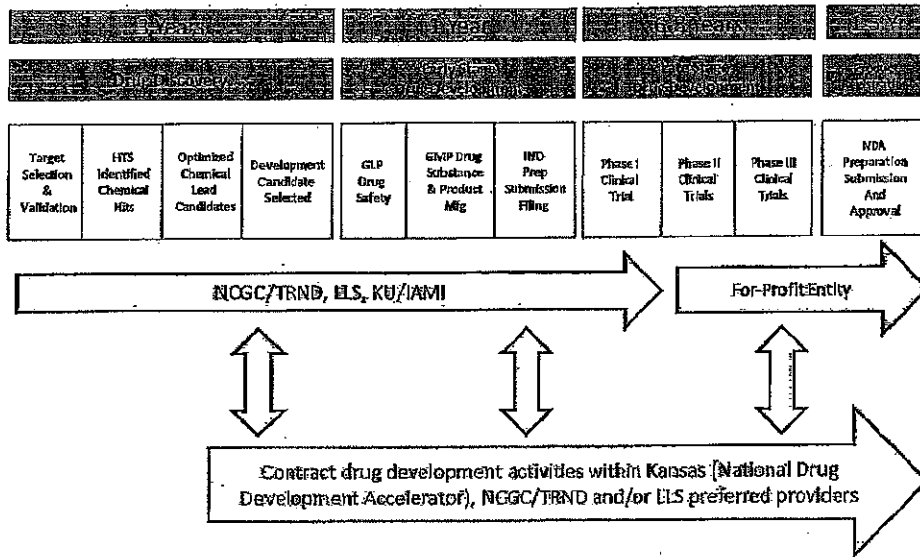 Drug Discovery
Target
Selection
&
Validation
HTS
Identified
Chemical
Hits
Optimized
Chemical
Lead
Candidates
Development
Candidate
Selected
GLP
Drug
Safety
GMP Drug
Substance
& Product
Mfg
IND
Prep
Submission
Filing
Phase I
Clinical
Trial
Phase II
Clinical
Trials
Phase III
Clinical
Trials
NDA
Preparation
Submission
And
Approval
NCGC/TRND, LLS, KU/IAMI
For-Profit Entity
Contract drug development activities within Kansas (National Drug
Development Accelerator), NCGC/TRND and/or LLS preferred providers